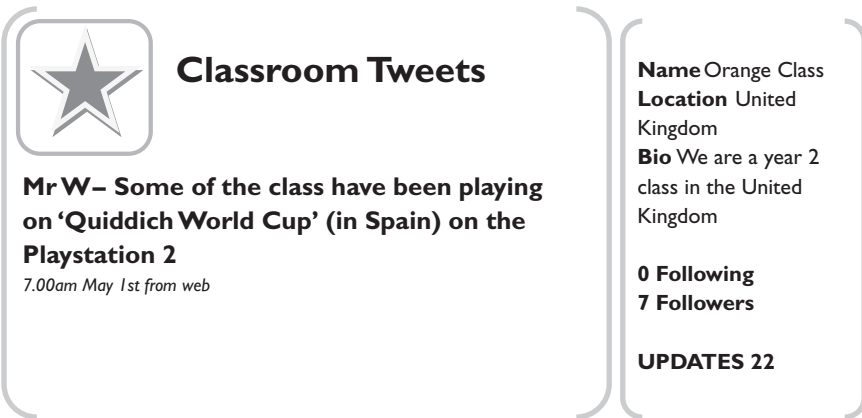 Classroom Tweets
Mr W– Some of the class have been playing
on ‘Quiddich World Cup’ (in Spain) on the
Playstation 2
7.00am May 1st from web
Name Orange Class
Location United
Kingdom
Bio We are a year 2
class in the United
Kingdom
0 Following
7 Followers
UPDATES 22